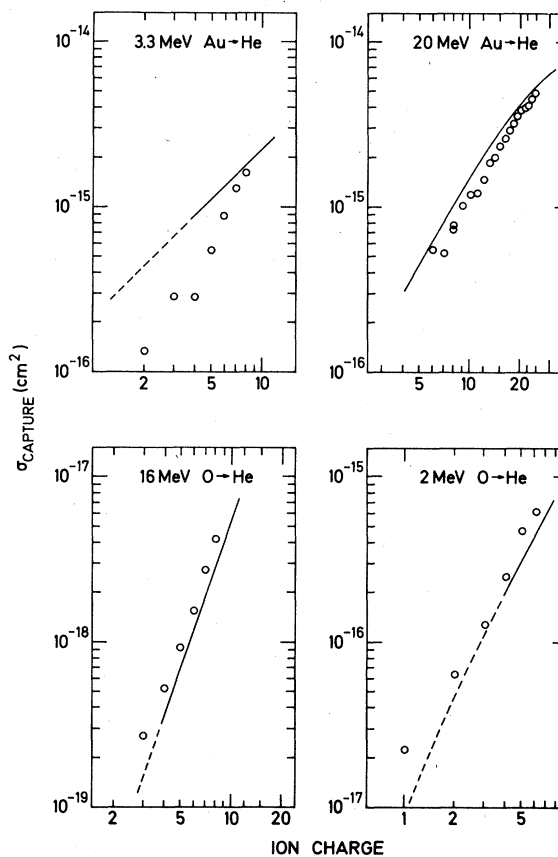 3.3 MeV Au→He
20 MeV Au→He
10^-14
10^-14
10^-15
10^-15
10^-16
10^-16
2 5 10
5 10 20
σCAPTURE (cm²)
16 MeV O→He
2 MeV O→He
10^-17
10^-15
10^-18
10^-16
10^-19
10^-17
2 5 10 20
1 2 5
ION CHARGE